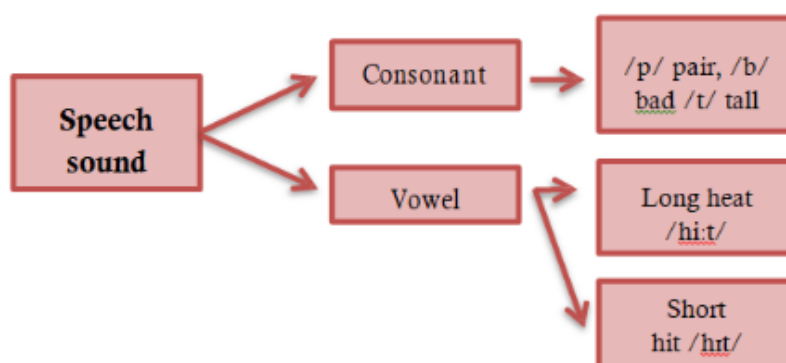 Speech
sound
Consonant
/p/ pair, /b/
bad /t/ tall
Vowel
Long heat
/hi:t/
Short
hit /hɪt/